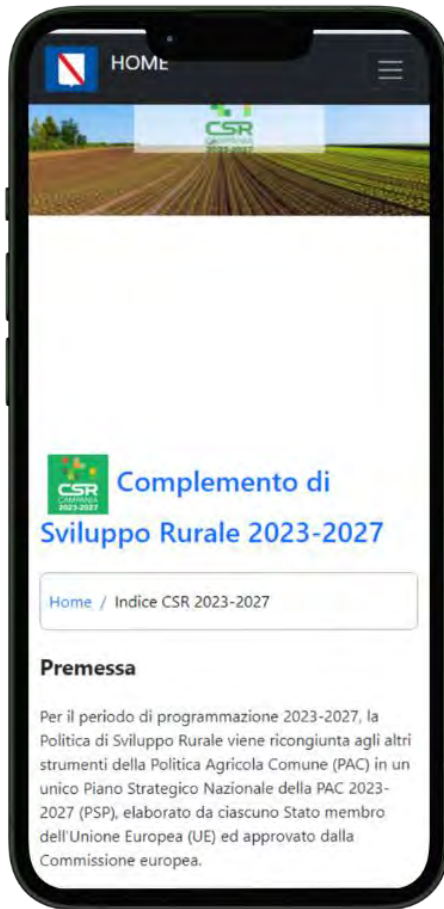 HOME
CSR
CAMPANIA
2023-2027
CSR
CAMPANIA
2023-2027
Complemento di
Sviluppo Rurale 2023-2027
Home / Indice CSR 2023-2027
Premessa
Per il periodo di programmazione 2023-2027, la
Politica di Sviluppo Rurale viene ricongiunta agli altri
strumenti della Politica Agricola Comune (PAC) in un
unico Piano Strategico Nazionale della PAC 2023-
2027 (PSP), elaborato da ciascuno Stato membro
dell'Unione Europea (UE) ed approvato dalla
Commissione europea.